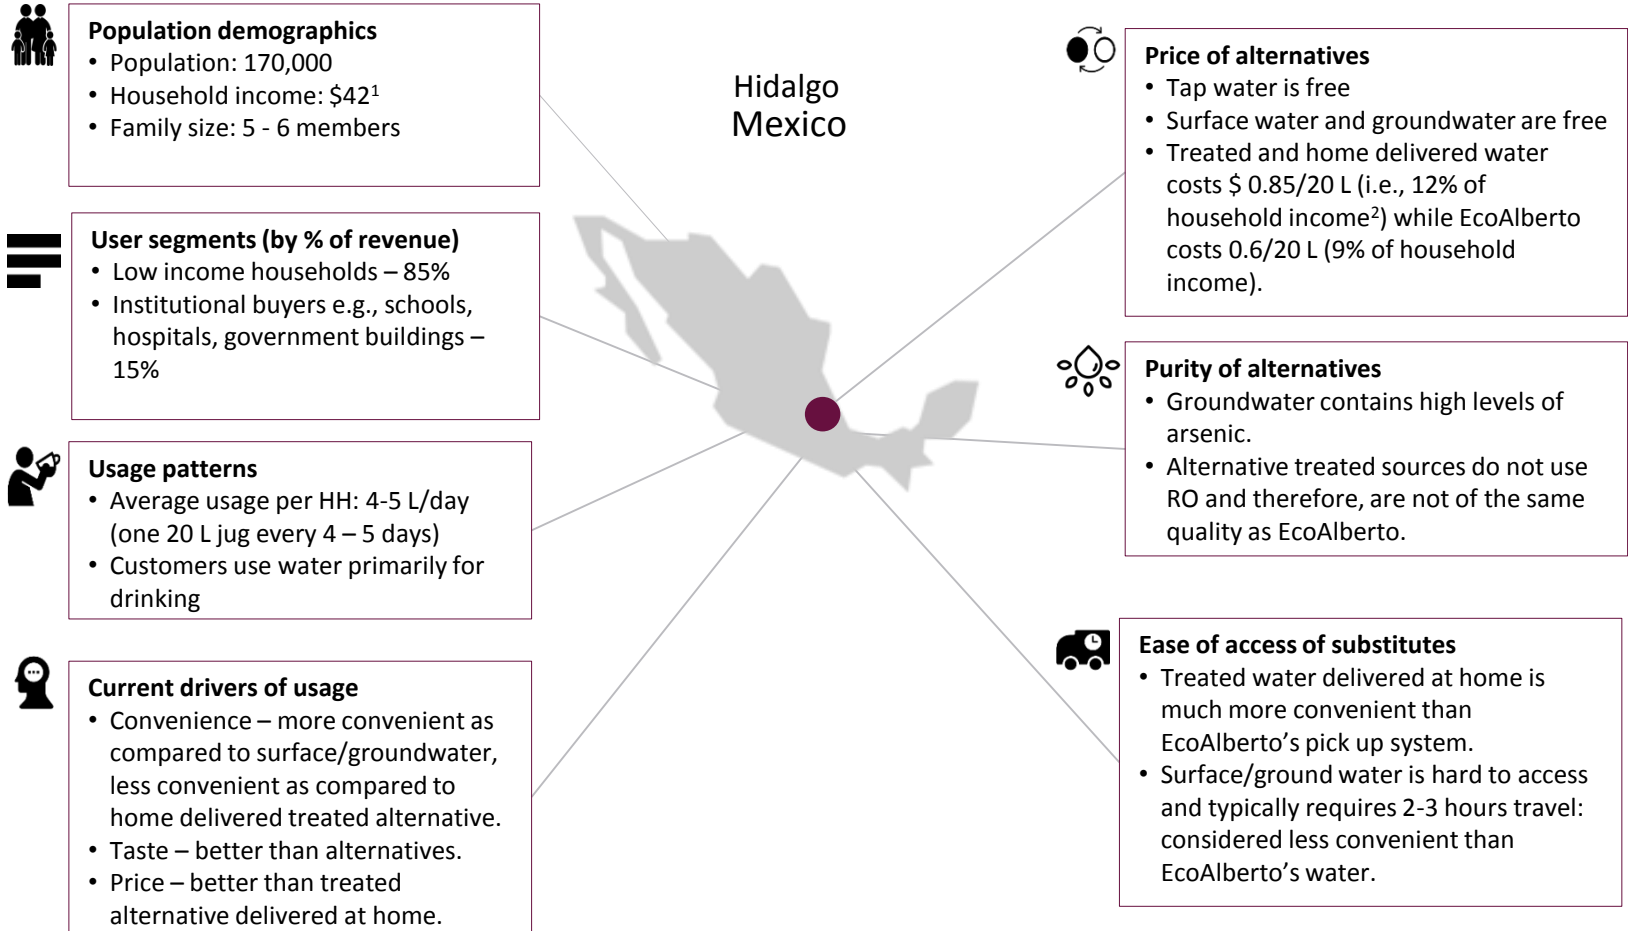 Population demographics
• Population: 170,000
• Household income: $42¹
• Family size: 5 - 6 members
User segments (by % of revenue)
• Low income households – 85%
• Institutional buyers e.g., schools,
hospitals, government buildings –
15%
Usage patterns
• Average usage per HH: 4-5 L/day
(one 20 L jug every 4 – 5 days)
• Customers use water primarily for
drinking
Current drivers of usage
• Convenience – more convenient as
compared to surface/groundwater,
less convenient as compared to
home delivered treated alternative.
• Taste – better than alternatives.
• Price – better than treated
alternative delivered at home.
Hidalgo
Mexico
Price of alternatives
• Tap water is free
• Surface water and groundwater are free
• Treated and home delivered water
costs $ 0.85/20 L (i.e., 12% of
household income²) while EcoAlberto
costs 0.6/20 L (9% of household
income).
Purity of alternatives
• Groundwater contains high levels of
arsenic.
• Alternative treated sources do not use
RO and therefore, are not of the same
quality as EcoAlberto.
Ease of access of substitutes
• Treated water delivered at home is
much more convenient than
EcoAlberto's pick up system.
• Surface/ground water is hard to access
and typically requires 2-3 hours travel:
considered less convenient than
EcoAlberto's water.